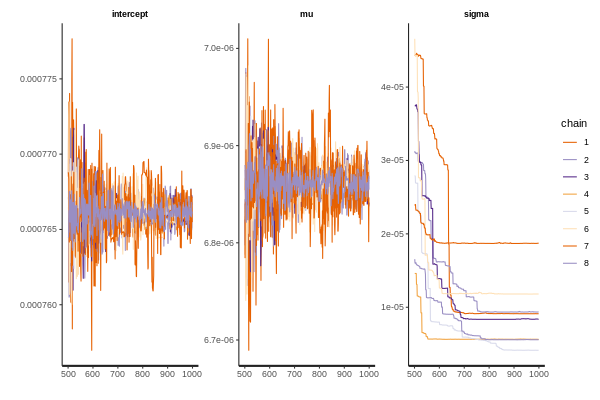 intercept
mu
sigma
0.000775
0.000770
0.000765
0.000760
7.0e-06
6.9e-06
6.8e-06
6.7e-06
4e-05
3e-05
2e-05
1e-05
500 600 700 800 900 1000
500 600 700 800 900 1000
500 600 700 800 900 1000
chain
1
2
3
4
5
6
7
8